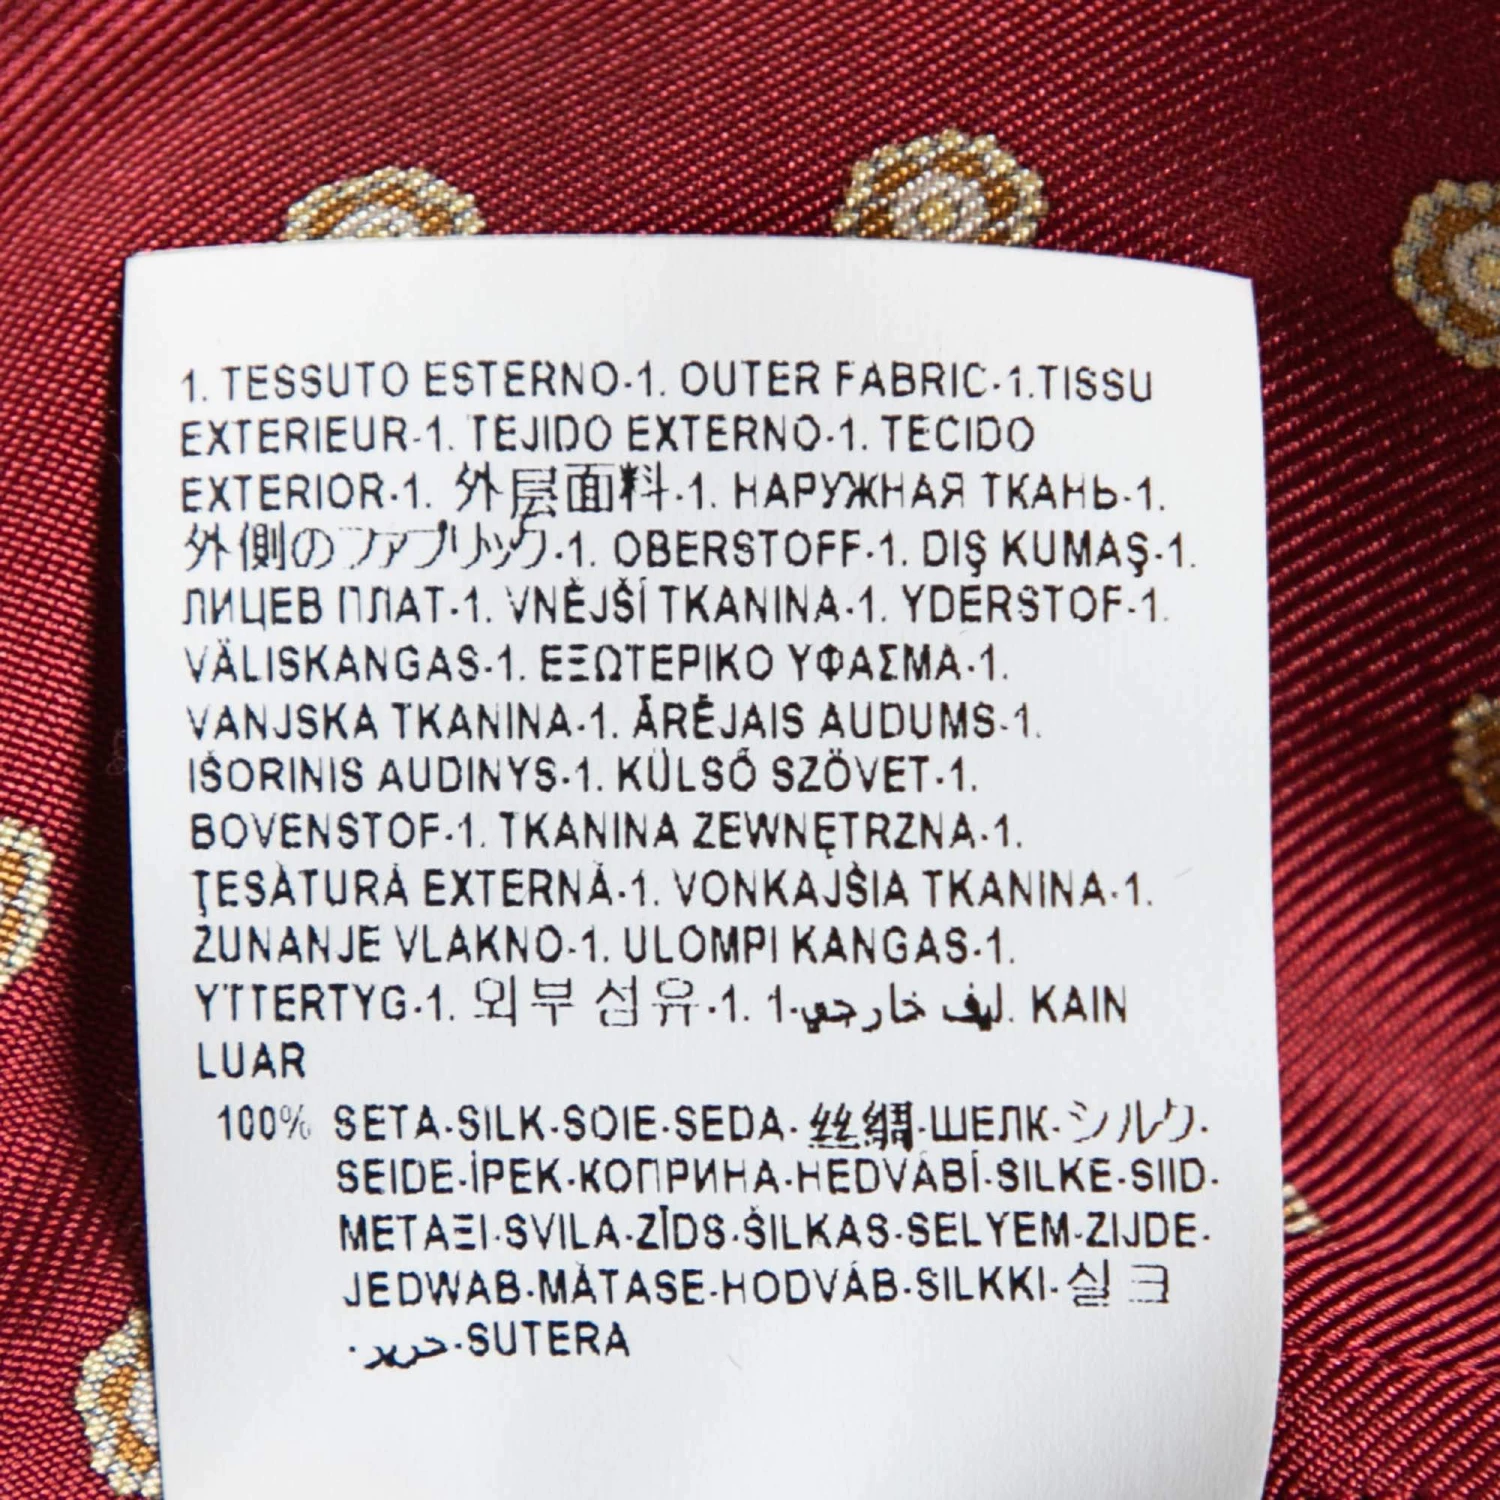 1. TESSUTO ESTERNO-1. OUTER FABRIC-1.TISSU
EXTERIEUR-1. TEJIDO EXTERNO-1. TECIDO
EXTERIOR-1. 外层面料-1. НАРУЖНАЯ ТКАНЬ-1.
外側のファブリック-1. OBERSTOFF-1. DIŞ KUMAŞ-1.
ЛИЦЕВ ПЛАТ-1. VNĚJŠÍ TKANINA-1. YDERSTOF-1.
VÄLISKANGAS-1. ΕΞΩΤΕΡΙΚΟ ΥΦΑΣΜΑ-1.
VANJSKA TKANINA-1. ĀRĒJAIS AUDUMS-1.
IŠORINIS AUDINYS-1. KÜLSŐ SZÖVET-1.
BOVENSTOF-1. TKANINA ZEWNĘTRZNA-1.
ŢESĂTURĂ EXTERNĂ-1. VONKAJŠIA TKANINA-1.
ZUNANJE VLAKNO-1. ULOMPI KANGAS-1.
YTTERTYG-1. 외부 섬유-1. ليف خارجي-1. KAIN
LUAR
100% SETA-SILK-SOIE-SEDA-丝绸-ШЕЛК-シルク-
SEIDE-İPEK-КОПРИНА-HEDVÁBÍ-SILKE-SIID-
ΜΕΤΑΞΙ-SVILA-ZĪDS-ŠILKAS-SELYEM-ZIJDE-
JEDWAB-MĂTASE-HODVÁB-SILKKI-실크
-حرير-SUTERA